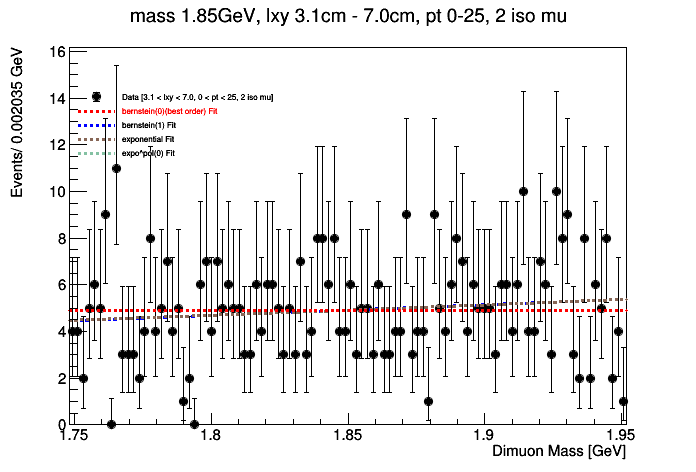 mass 1.85GeV, lxy 3.1cm - 7.0cm, pt 0-25, 2 iso mu
Events/ 0.002035 GeV
16
14
12
10
8
6
4
2
0
Data [3.1 < lxy < 7.0, 0 < pt < 25, 2 iso mu]
bernstein(0)(best order) Fit
bernstein(1) Fit
exponential Fit
expo*pol(0) Fit
1.75
1.8
1.85
1.9
1.95
Dimuon Mass [GeV]